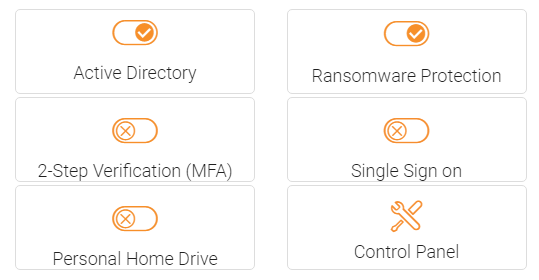 Active Directory
Ransomware Protection
2-Step Verification (MFA)
Single Sign on
Personal Home Drive
Control Panel